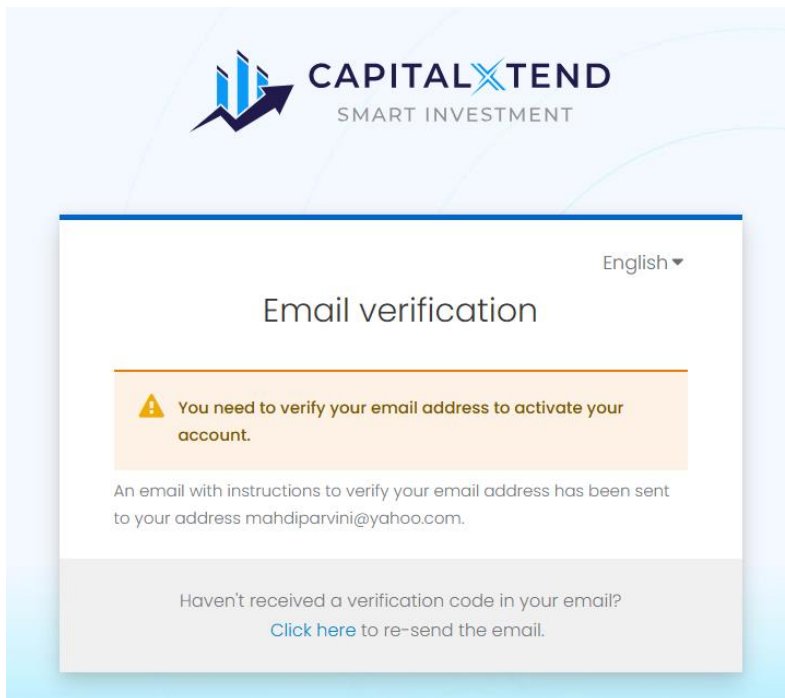 CAPITALXTEND
SMART INVESTMENT
English
Email verification
You need to verify your email address to activate your
account.
An email with instructions to verify your email address has been sent
to your address mahdiparvini@yahoo.com.
Haven't received a verification code in your email?
Click here to re-send the email.